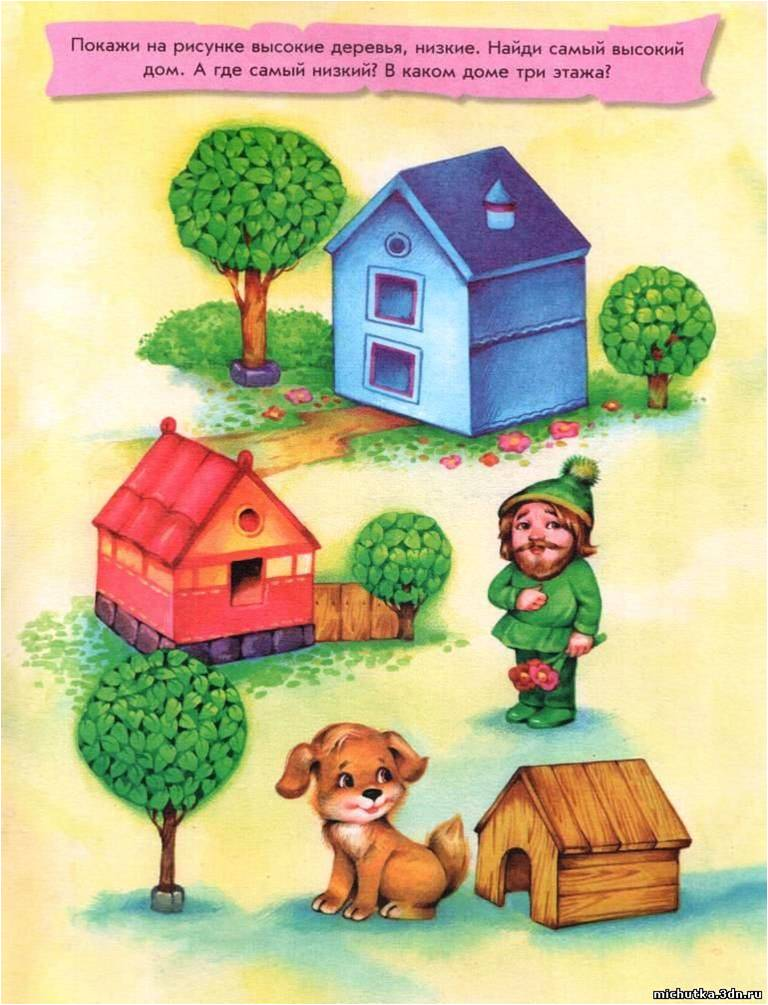 Покажи на рисунке высокие деревья, низкие. Найди самый высокий
дом. А где самый низкий? В каком доме три этажа?
michutka.3dn.ru